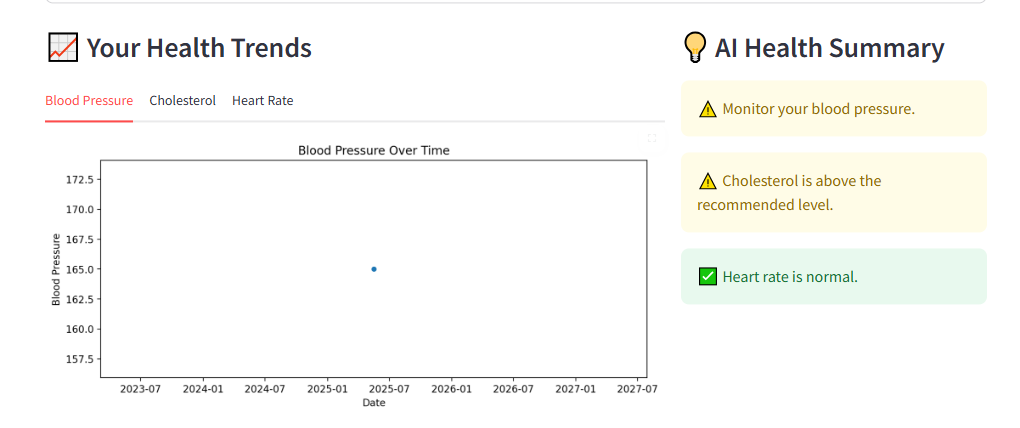 Your Health Trends
Blood Pressure Cholesterol Heart Rate
Blood Pressure Over Time
172.5
170.0
167.5
165.0
162.5
160.0
157.5
Blood Pressure
2023-07 2024-01 2024-07 2025-01 2025-07 2026-01 2026-07 2027-01 2027-07
Date
AI Health Summary
Monitor your blood pressure.
Cholesterol is above the
recommended level.
Heart rate is normal.